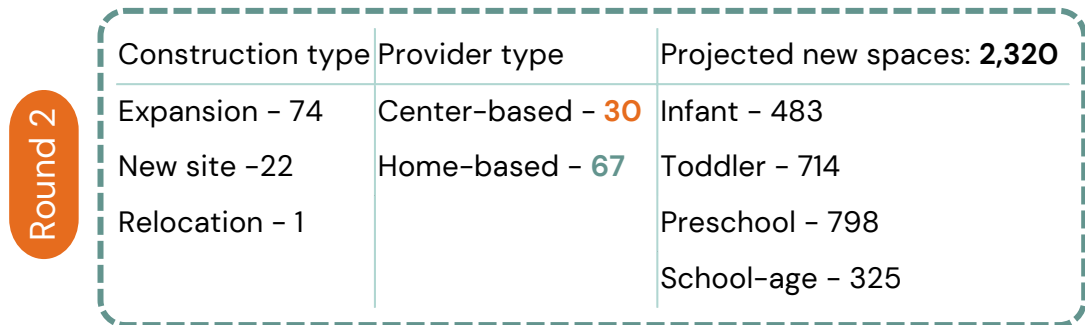 Round 2
Construction type Provider type Projected new spaces: 2,320
Expansion - 74 Center-based - 30 Infant - 483
New site -22 Home-based - 67 Toddler - 714
Relocation - 1 Preschool - 798
School-age - 325